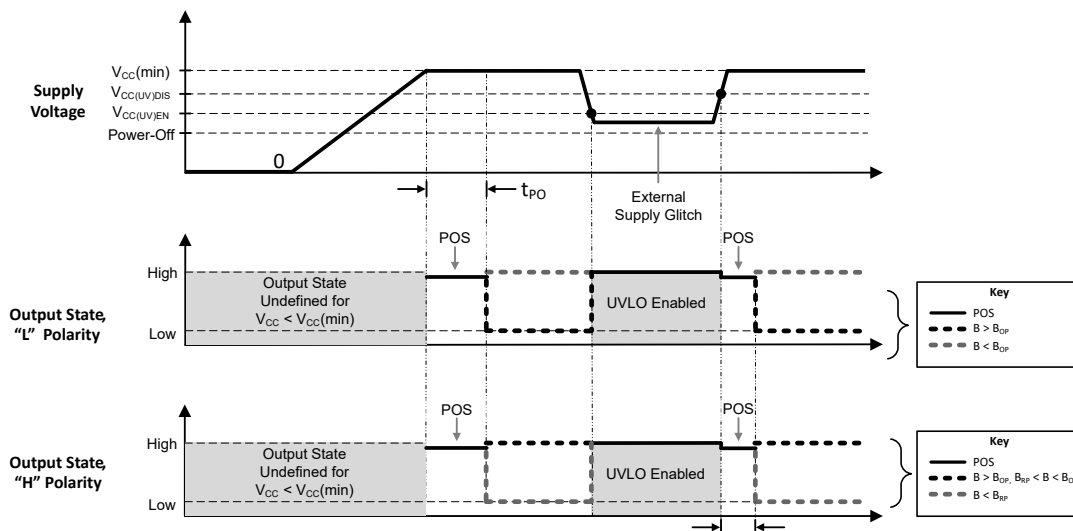 VCC(min)
VCC(UV)DIS
VCC(UV)EN
Power-Off
Supply
Voltage
0
tPO
External
Supply Glitch
POS
POS
High
Low
Output State,
"L" Polarity
Output State
Undefined for
VCC < VCC(min)
UVLO Enabled
Key
POS
B > BOP
B < BOP
POS
POS
High
Low
Output State,
"H" Polarity
Output State
Undefined for
VCC < VCC(min)
UVLO Enabled
Key
POS
B > BOP, BRP < B < BO
B < BRP